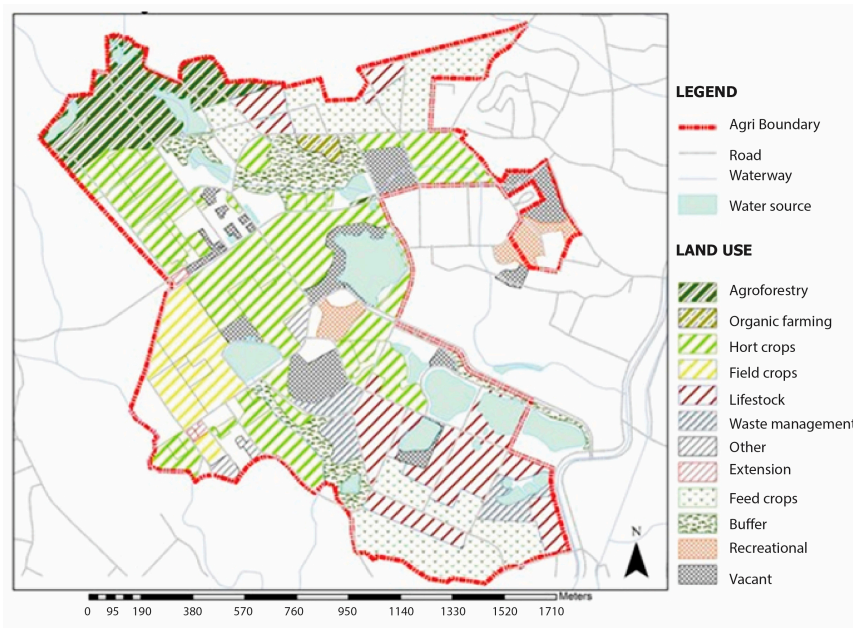 LEGEND
Agri Boundary
Road
Waterway
Water source
LAND USE
Agroforestry
Organic farming
Hort crops
Field crops
Lifestock
Waste management
Other
Extension
Feed crops
Buffer
Recreational
Vacant
N
Meters
0 95 190 380 570 760 950 1140 1330 1520 1710